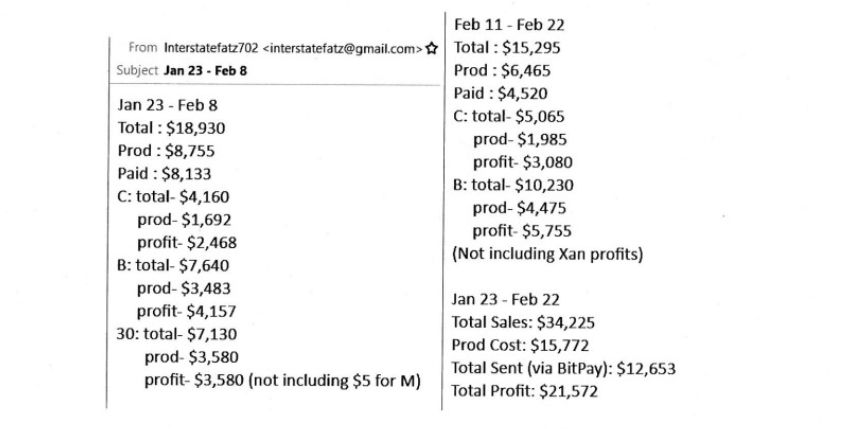 From Interstatefatz702 <interstatefatz@gmail.com>
Subject Jan 23 - Feb 8
Jan 23 - Feb 8
Total : $18,930
Prod : $8,755
Paid : $8,133
C: total- $4,160
prod- $1,692
profit- $2,468
B: total- $7,640
prod- $3,483
profit- $4,157
30: total- $7,130
prod- $3,580
profit- $3,580 (not including $5 for M)
Feb 11 - Feb 22
Total : $15,295
Prod : $6,465
Paid : $4,520
C: total- $5,065
prod- $1,985
profit- $3,080
B: total- $10,230
prod- $4,475
profit- $5,755
(Not including Xan profits)
Jan 23 - Feb 22
Total Sales: $34,225
Prod Cost: $15,772
Total Sent (via BitPay): $12,653
Total Profit: $21,572